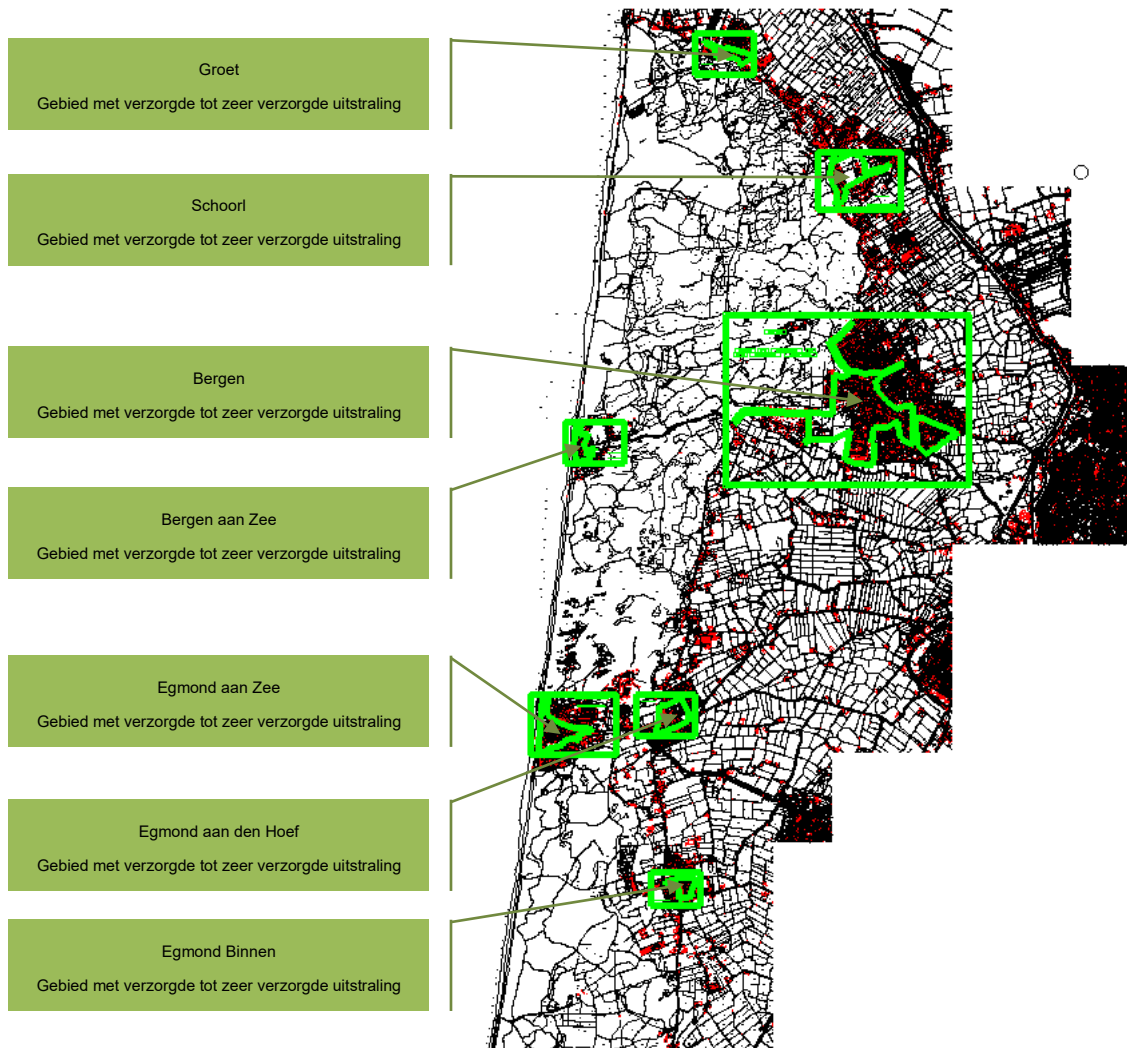 Groet
Gebied met verzorgde tot zeer verzorgde uitstraling
Schoorl
Gebied met verzorgde tot zeer verzorgde uitstraling
Bergen
Gebied met verzorgde tot zeer verzorgde uitstraling
Bergen aan Zee
Gebied met verzorgde tot zeer verzorgde uitstraling
Egmond aan Zee
Gebied met verzorgde tot zeer verzorgde uitstraling
Egmond aan den Hoef
Gebied met verzorgde tot zeer verzorgde uitstraling
Egmond Binnen
Gebied met verzorgde tot zeer verzorgde uitstraling